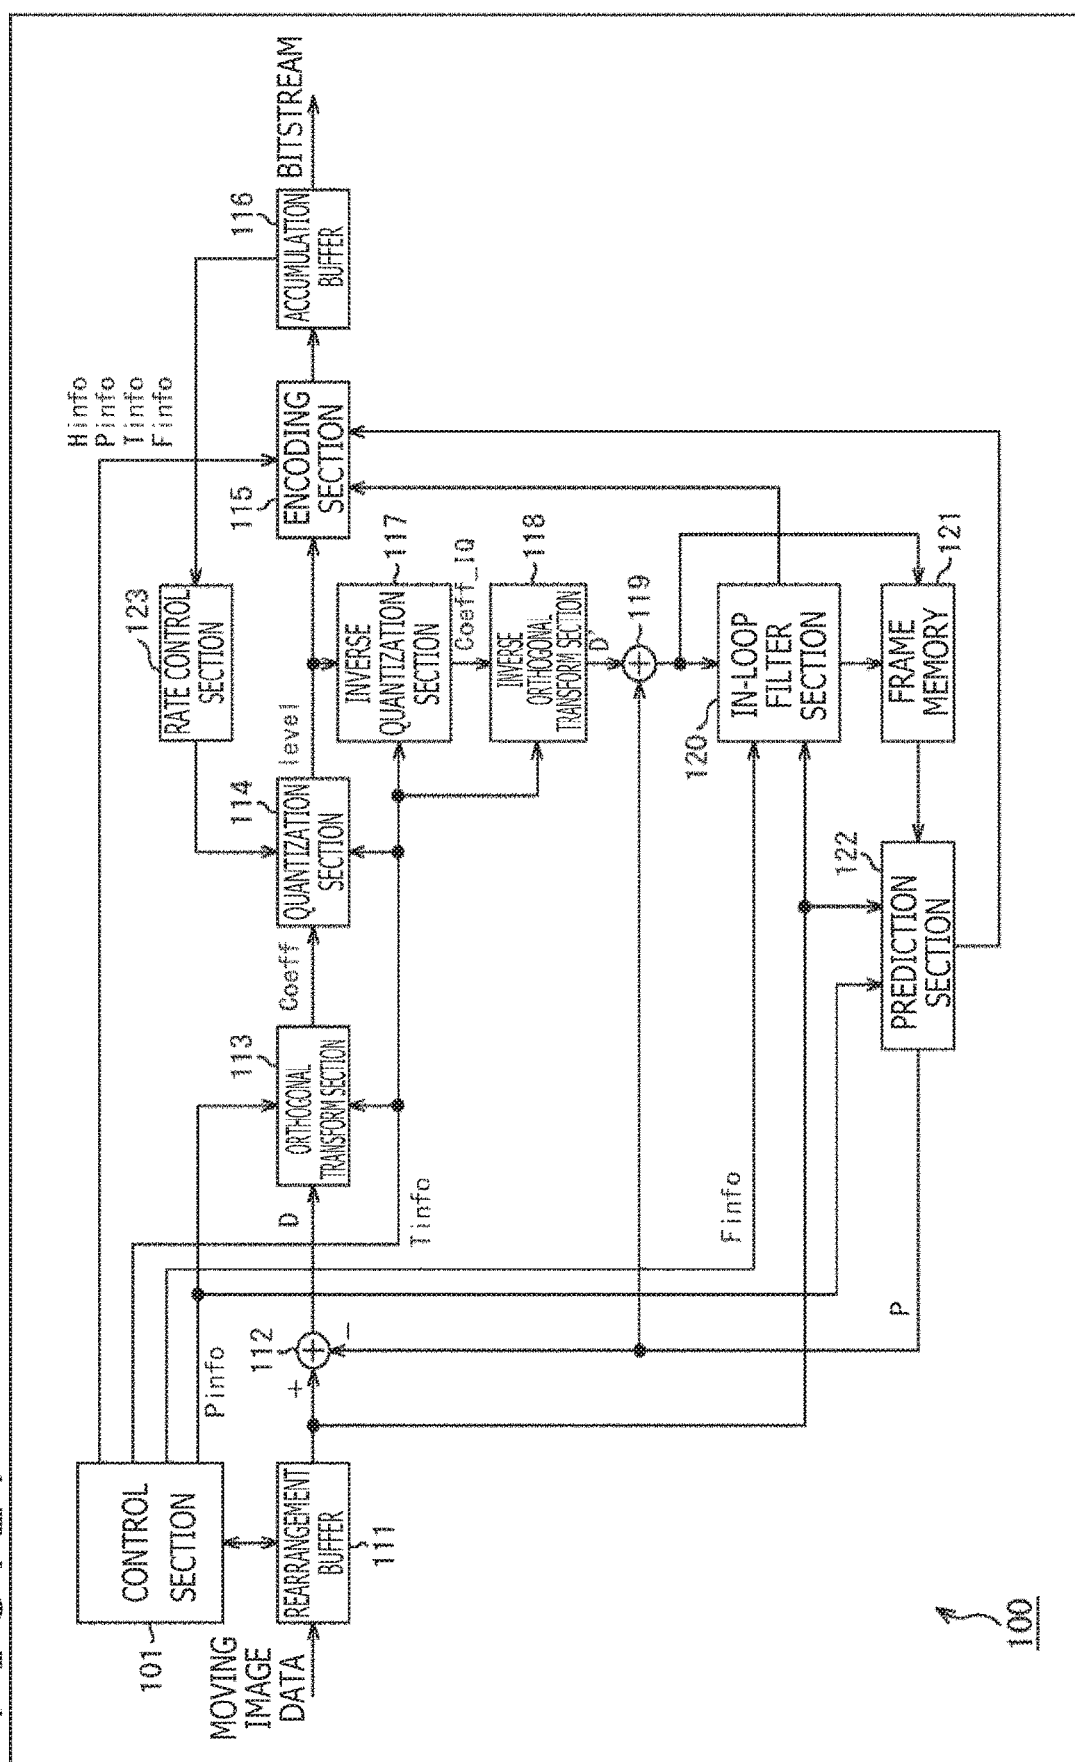 CONTROL
SECTION
101
MOVING
IMAGE
DATA
REARRANGEMENT
BUFFER
111
Pinfo
+
112
-
D
Tinfo
ORTHOGONAL
TRANSFORM SECTION
113
Coeff
QUANTIZATION
SECTION
114
level
RATE CONTROL
SECTION
123
Hinfo
Pinfo
Tinfo
Finfo
ENCODING
SECTION
115
ACCUMULATION
BUFFER
116
BITSTREAM
INVERSE
QUANTIZATION
SECTION
117
Coeff_IQ
INVERSE
ORTHOGONAL
TRANSFORM SECTION
118
D'
119
Finfo
IN-LOOP
FILTER
SECTION
120
FRAME
MEMORY
121
PREDICTION
SECTION
122
P
100